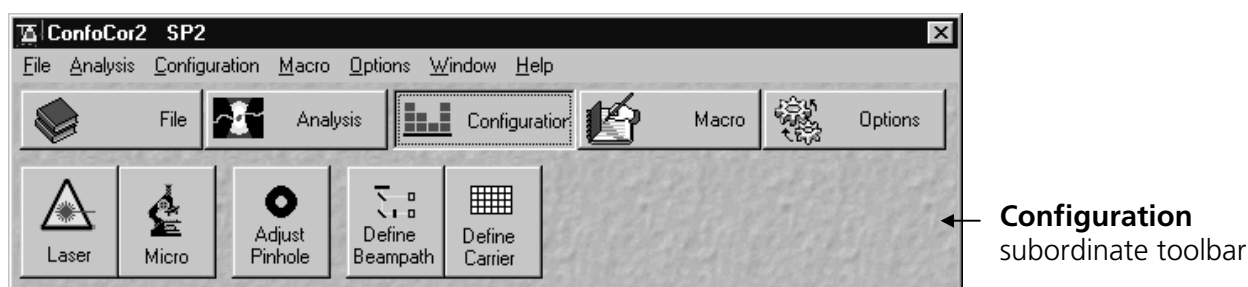 ConfoCor2 SP2
File Analysis Configuration Macro Options Window Help
File Analysis Configuration Macro Options
Laser Micro Adjust Pinhole Define Beampath Define Carrier
Configuration
subordinate toolbar